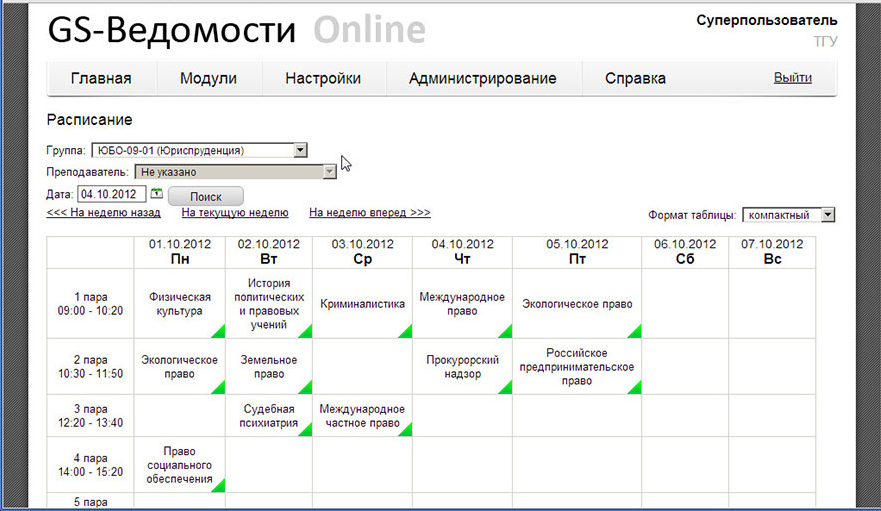 GS-Ведомости Online
Суперпользователь
ТГУ
Главная Модули Настройки Администрирование Справка Выйти
Расписание
Группа: ЮБО-09-01 (Юриспруденция)
Преподаватель: Не указано
Дата: 04.10.2012 Поиск
<<< На неделю назад На текущую неделю На неделю вперед >>>
Формат таблицы: компактный
01.10.2012 02.10.2012 03.10.2012 04.10.2012 05.10.2012 06.10.2012 07.10.2012
Пн Вт Ср Чт Пт Сб Вс
1 пара
09:00 - 10:20
Физическая
культура
История
политических
и правовых
учений
Криминалистика
Международное
право
Экологическое право
2 пара
10:30 - 11:50
Экологическое
право
Земельное
право
Прокурорский
надзор
Российское
предпринимательское
право
3 пара
12:20 - 13:40
Судебная
психиатрия
Международное
частное право
4 пара
14:00 - 15:20
Право
социального
обеспечения
5 пара